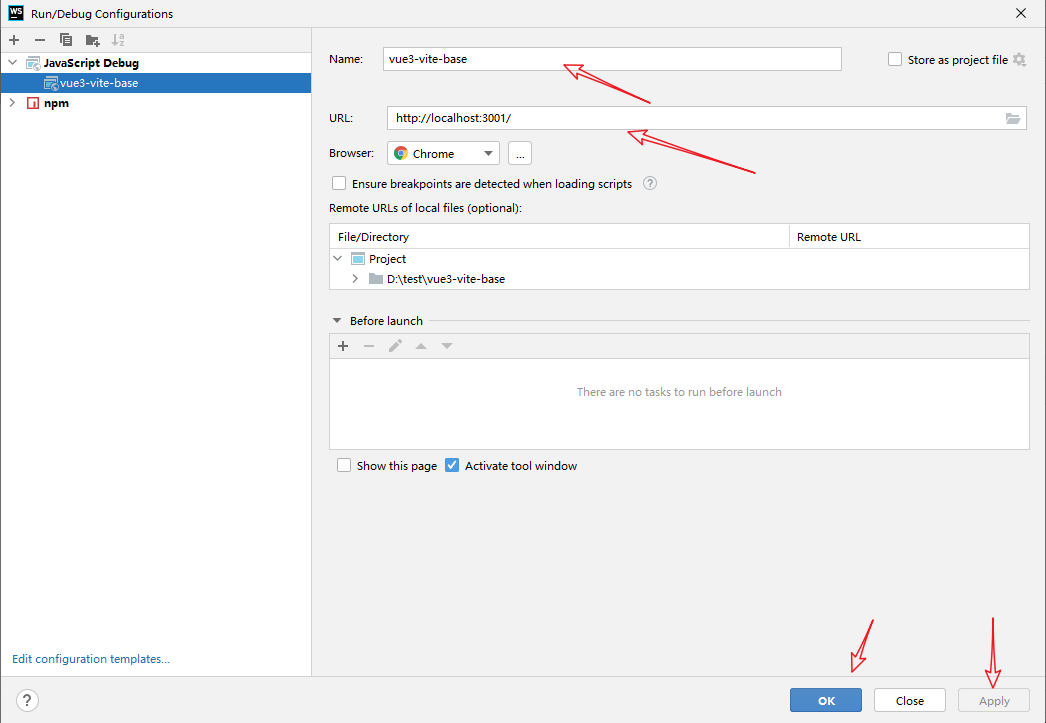 WS Run/Debug Configurations
JavaScript Debug
vue3-vite-base
npm
Edit configuration templates...
Name: vue3-vite-base Store as project file
URL: http://localhost:3001/
Browser: Chrome ...
Ensure breakpoints are detected when loading scripts ?
Remote URLs of local files (optional):
File/Directory Remote URL
Project
D:\test\vue3-vite-base
Before launch
There are no tasks to run before launch
Show this page Activate tool window
? OK Close Apply